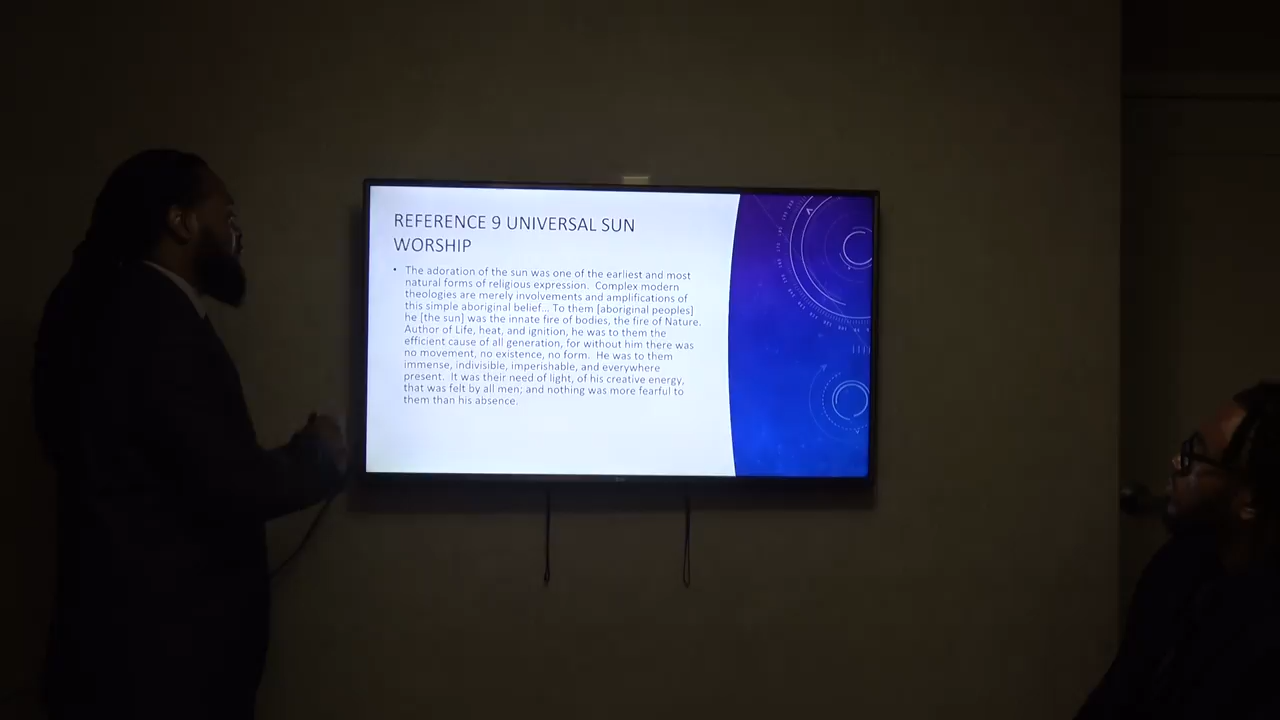 REFERENCE 9 UNIVERSAL SUN
WORSHIP
• The adoration of the sun was one of the earliest and most
natural forms of religious expression. Complex modern
theologies are merely involvements and amplifications of
this simple aboriginal belief... To them [aboriginal peoples]
he [the sun] was the innate fire of bodies, the fire of Nature.
Author of Life, heat, and ignition, he was to them the
efficient cause of all generation, for without him there was
no movement, no existence, no form. He was to them
immense, indivisible, imperishable, and everywhere
present. It was their need of light, of his creative energy,
that was felt by all men; and nothing was more fearful to
them than his absence.